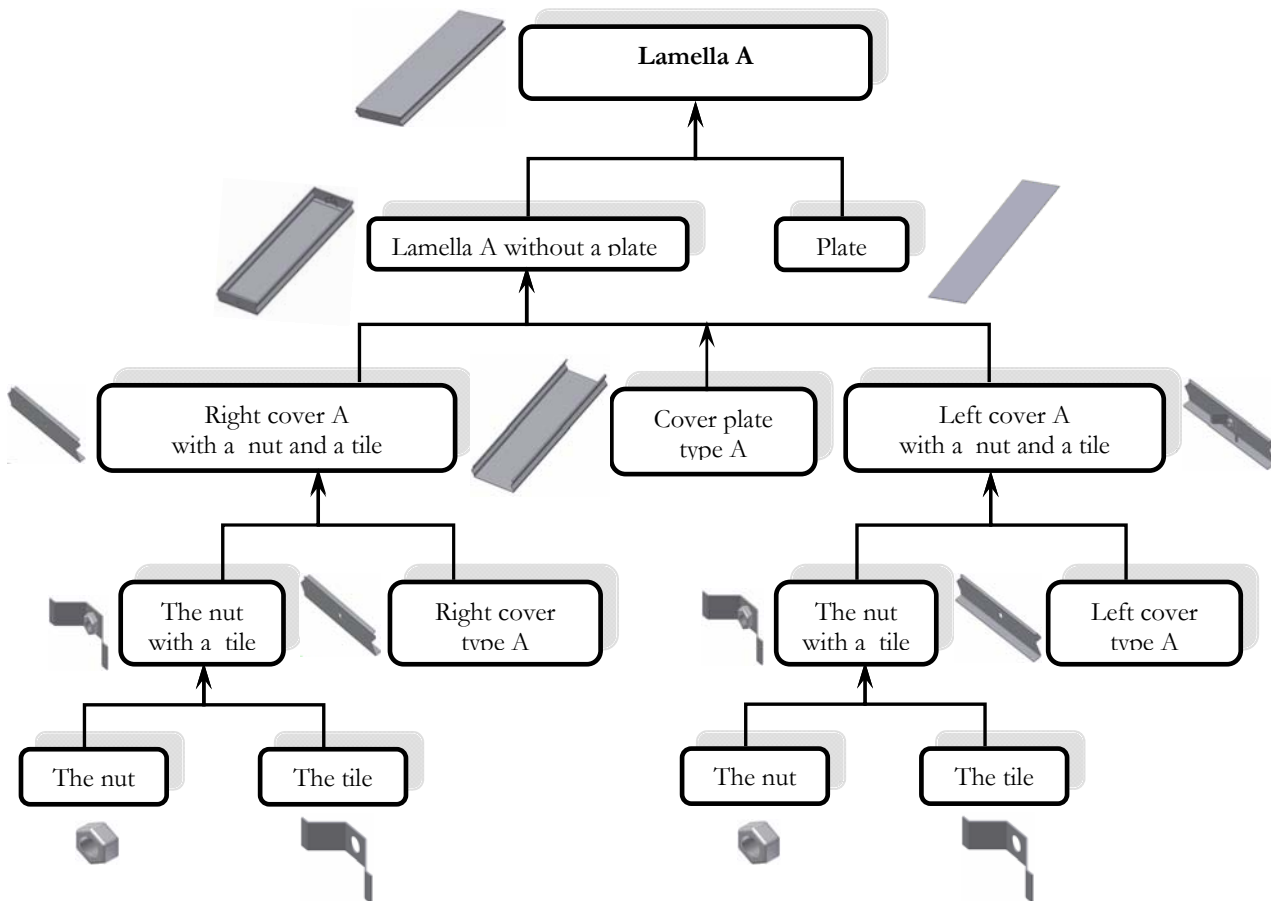 Lamella A
Lamella A without a plate
Plate
Right cover A
with a nut and a tile
Cover plate
type A
Left cover A
with a nut and a tile
The nut
with a tile
Right cover
type A
The nut
with a tile
Left cover
type A
The nut
The tile
The nut
The tile